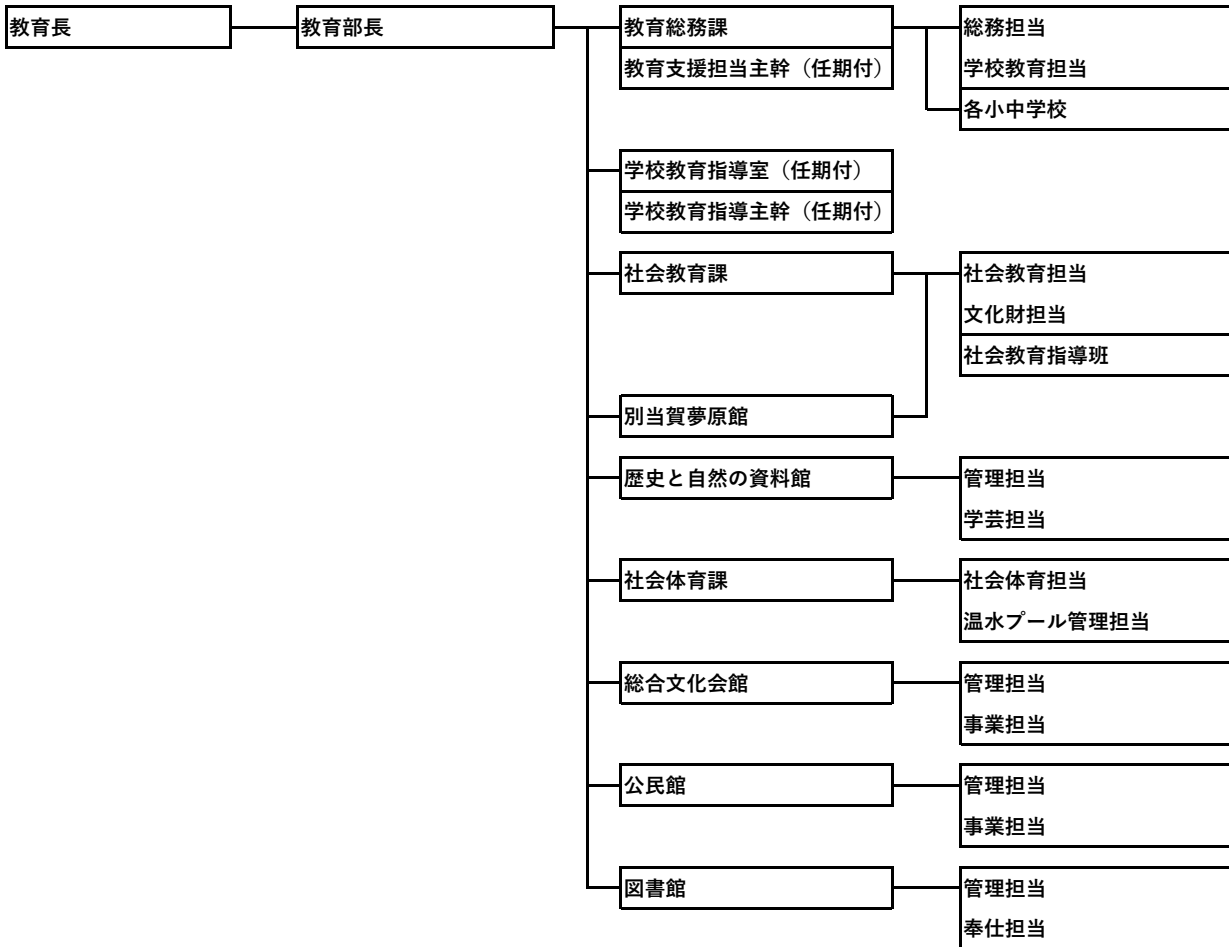 教育長
教育部長
教育総務課
教育支援担当主幹（任期付）
総務担当
学校教育担当
各小中学校
学校教育指導室（任期付）
学校教育指導主幹（任期付）
社会教育課
社会教育担当
文化財担当
社会教育指導班
別当賀夢原館
歴史と自然の資料館
管理担当
学芸担当
社会体育課
社会体育担当
温水プール管理担当
総合文化会館
管理担当
事業担当
公民館
管理担当
事業担当
図書館
管理担当
奉仕担当